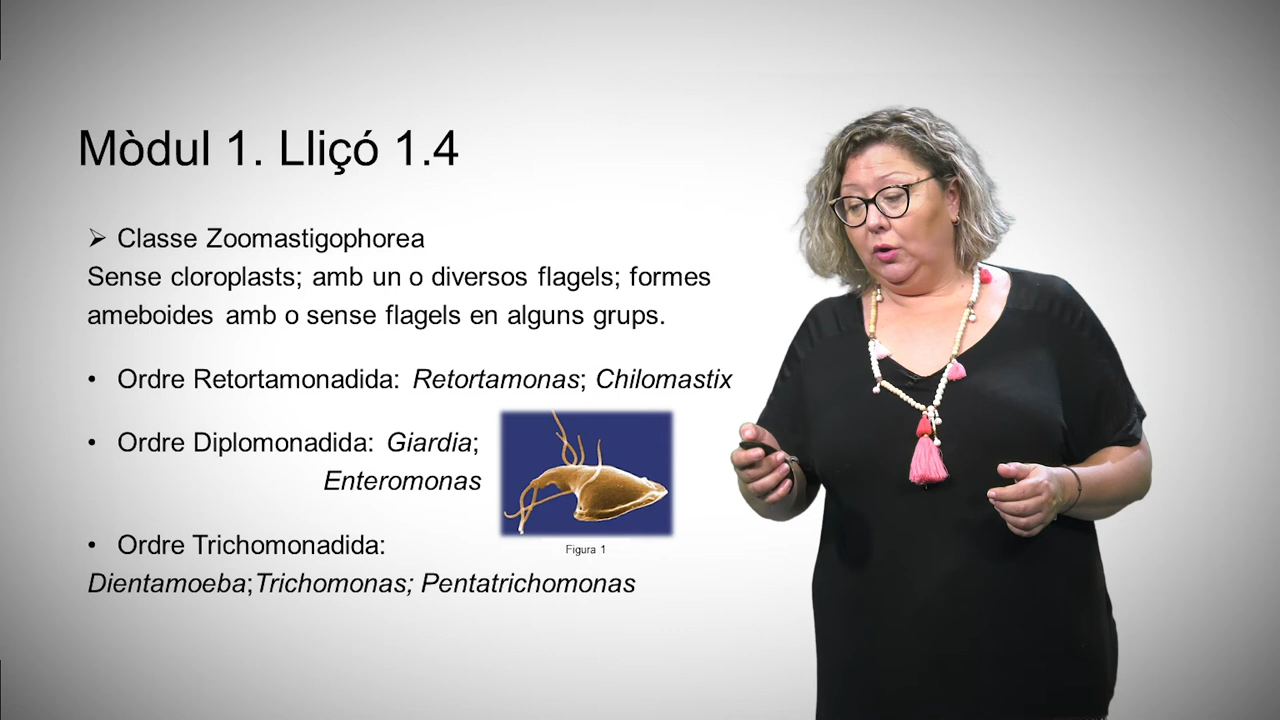 Mòdul 1. Lliçó 1.4
➢ Classe Zoomastigophorea
Sense cloroplasts; amb un o diversos flagels; formes
ameboides amb o sense flagels en alguns grups.
• Ordre Retortamonadida: Retortamonas; Chilomastix
• Ordre Diplomonadida: Giardia;
Enteromonas
Figura 1
• Ordre Trichomonadida:
Dientamoeba;Trichomonas; Pentatrichomonas